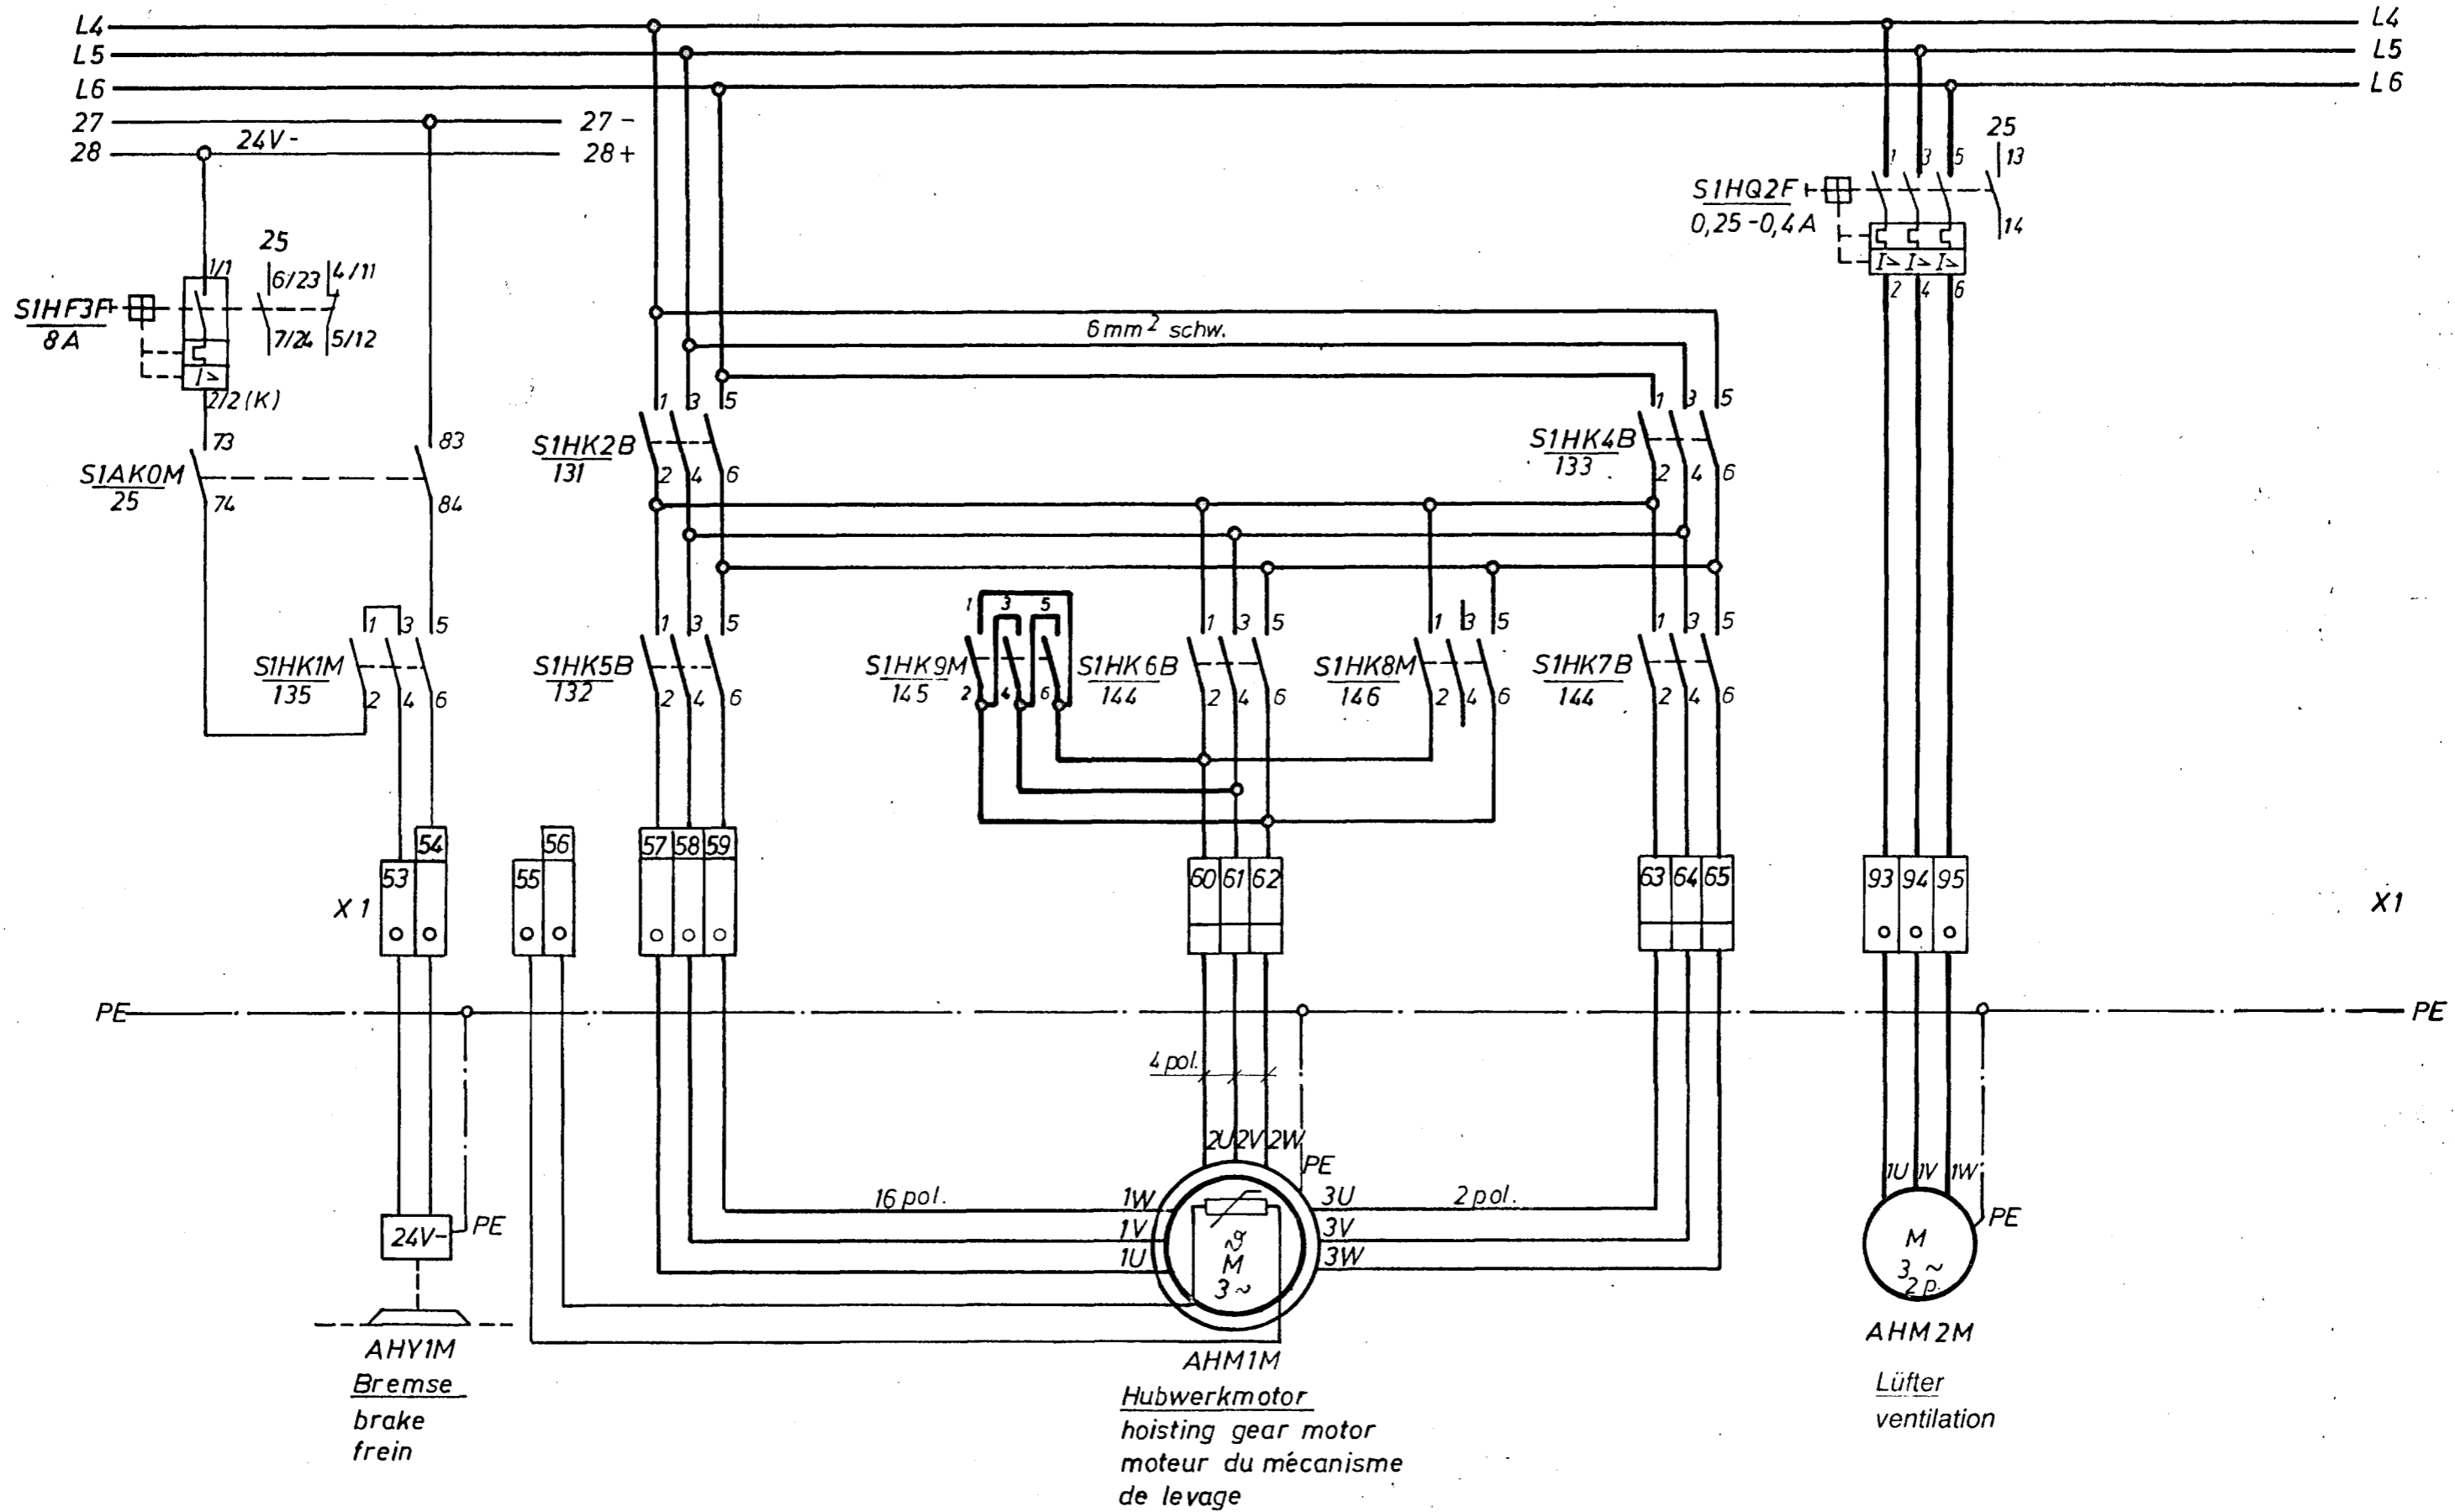 L4 L4
L5 L5
L6 L6
27 27 -
24V-
28 28 +
25
1 3 5 13
S1HQ2F
0,25-0,4A
14
I> I> I>
2 4 6
25
1/1 6/23 4/11
S1HF3F
8A
7/24 5/12
I>
2/2 (K)
6mm² schw.
73 83
S1AK0M
25
74 84
1 3 5
S1HK2B
131
2 4 6
1 3 5
S1HK4B
133
2 4 6
1 3 5
S1HK1M
135
2 4 6
1 3 5
S1HK5B
132
2 4 6
1 3 5
S1HK9M
145
2 4 6
1 3 5
S1HK6B
144
2 4 6
1 3 5
S1HK8M
146
2 4 6
1 3 5
S1HK7B
144
2 4 6
X1 53 54 55 56 57 58 59 60 61 62 63 64 65 93 94 95 X1
PE PE
4 pol.
2U 2V 2W
PE
16 pol.
1W
1V
1U
3U
3V
3W
2 pol.
ϑ
M
3~
24V-
PE
1U 1V 1W
PE
M
3~
2 p.
AHY1M
Bremse
brake
frein
AHM1M
Hubwerkmotor
hoisting gear motor
moteur du mécanisme
de levage
AHM2M
Lüfter
ventilation